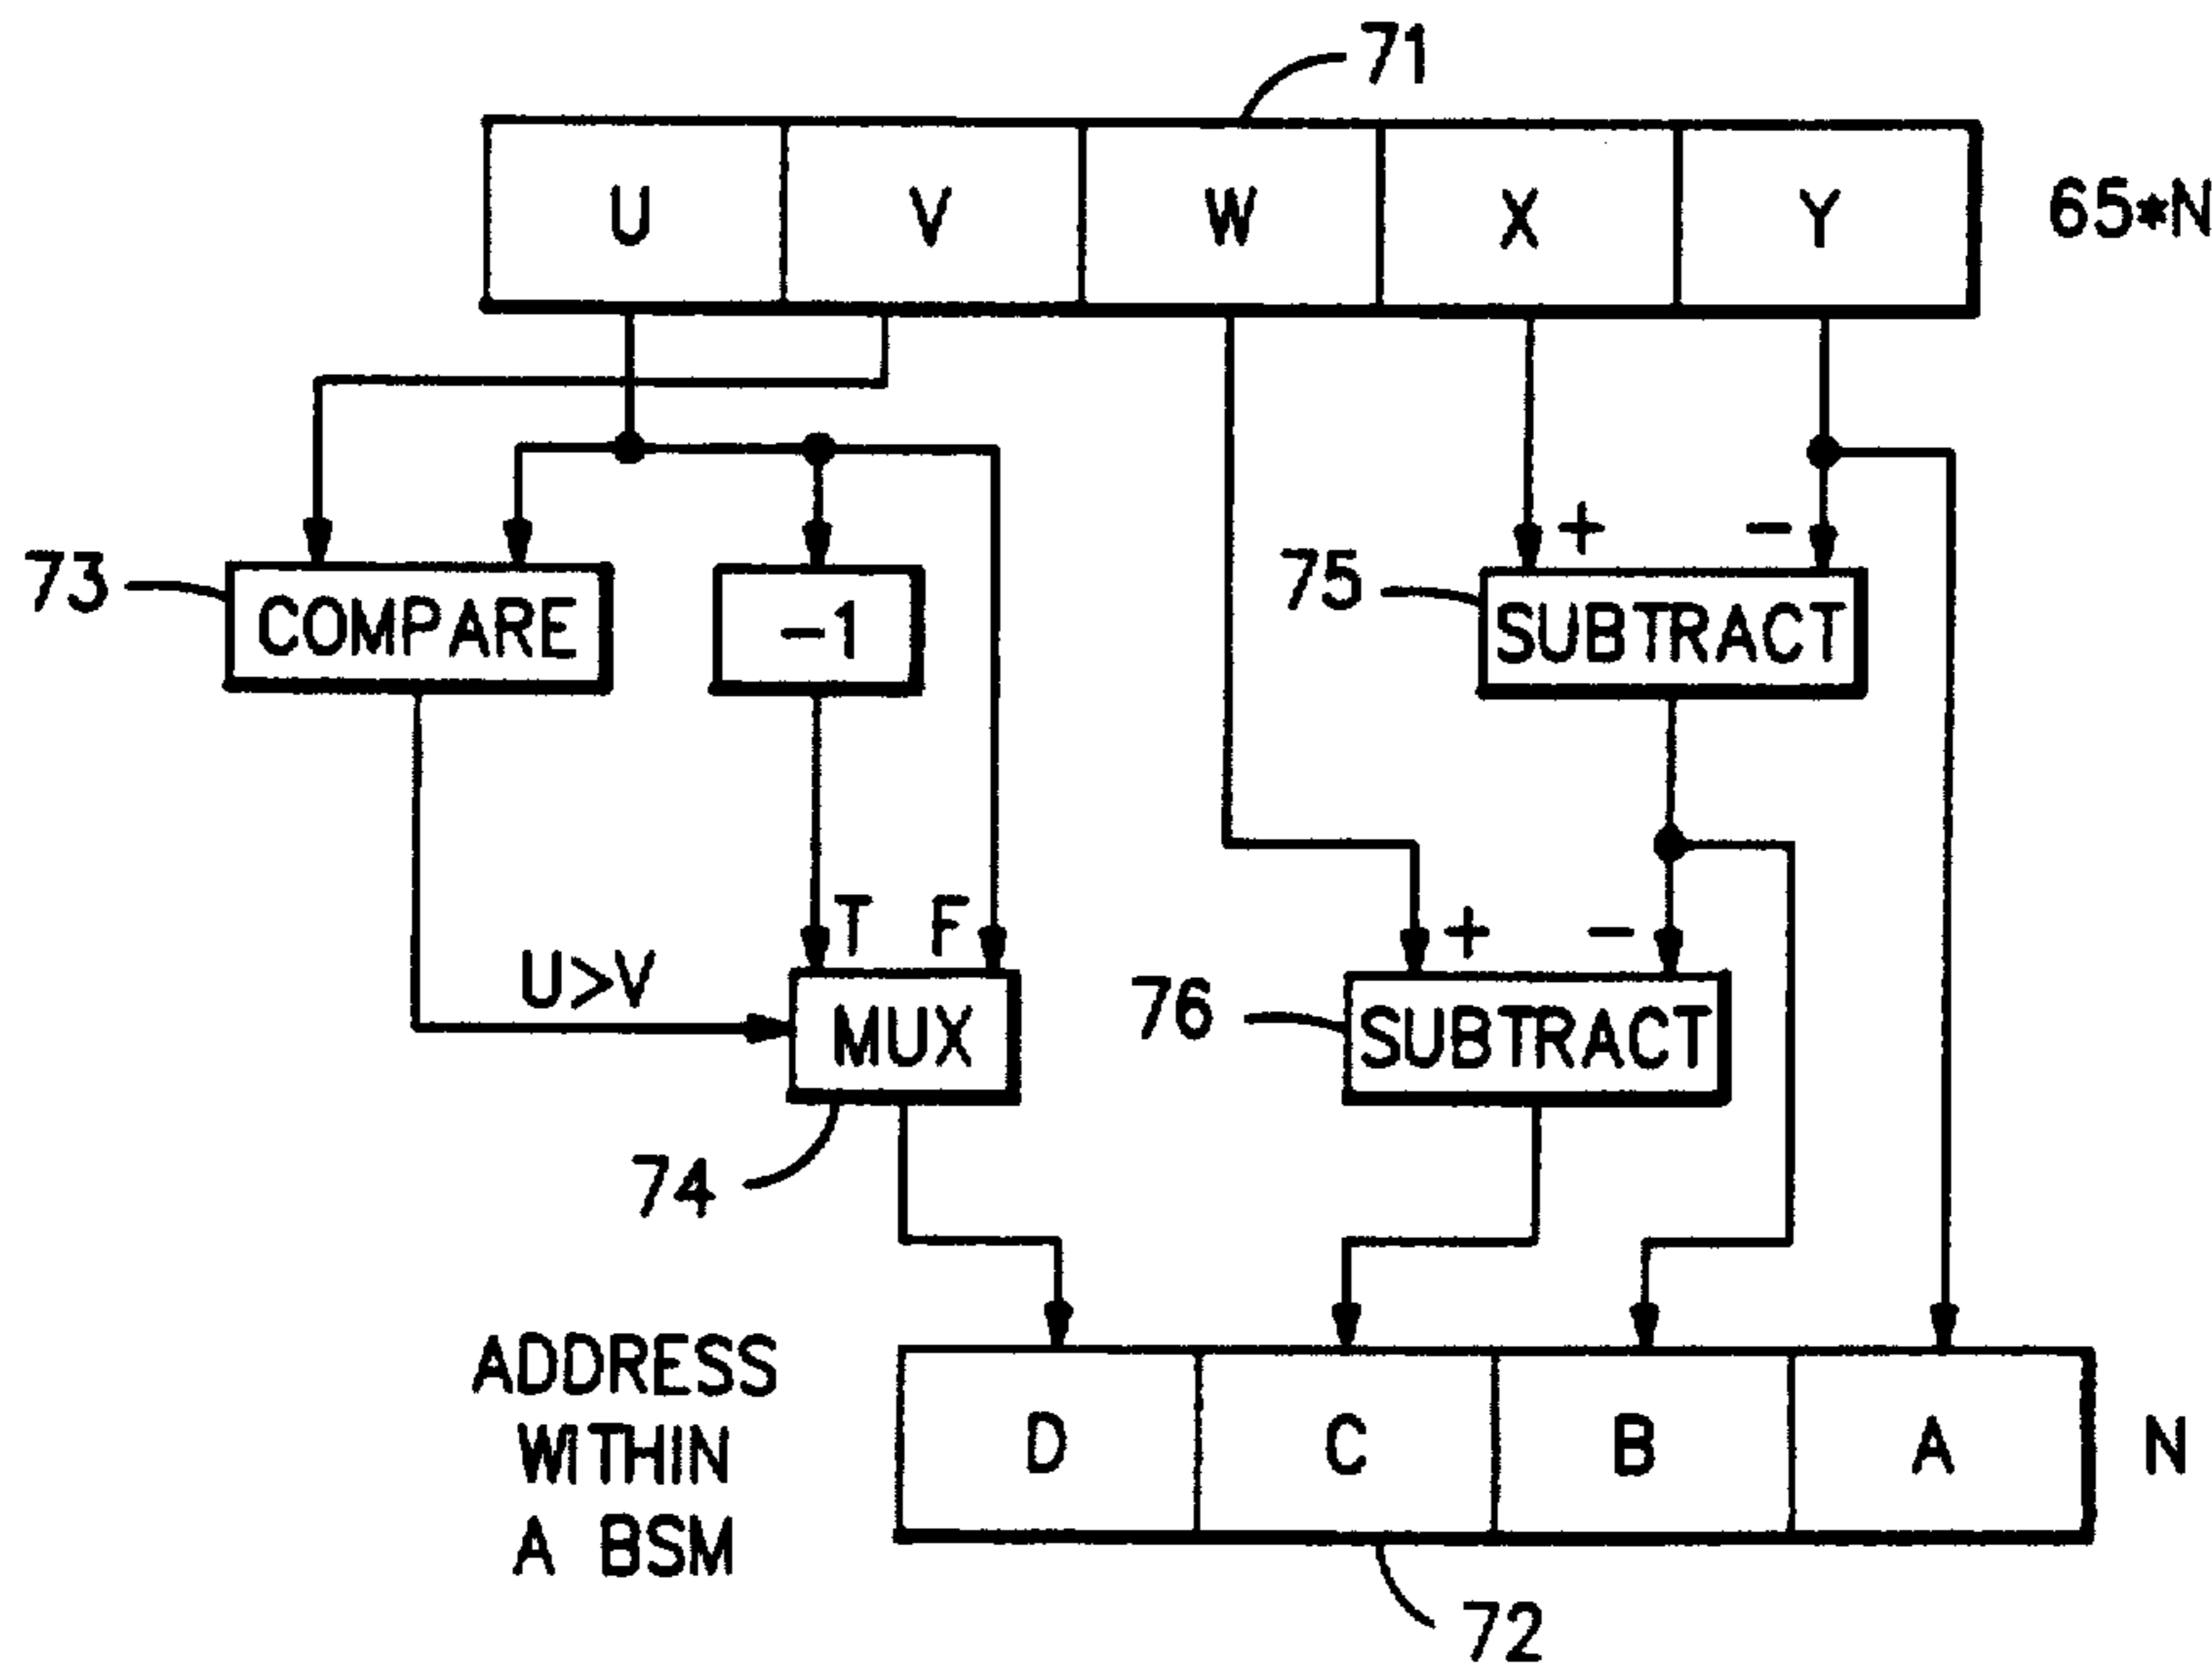 71
U V W X Y 65*N
+ -
73 COMPARE -1 75 SUBTRACT
T F + -
U>V
MUX 76 SUBTRACT
74
ADDRESS
WITHIN
A BSM
D C B A N
72